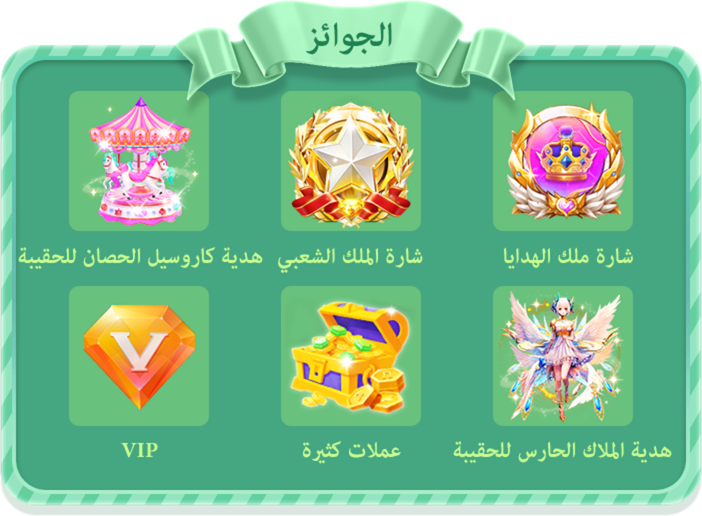 الجوائز
شارة ملك الهدايا
شارة الملك الشعبي
هدية كاروسيل الحصان للحقيبة
هدية الملاك الحارس للحقيبة
عملات كثيرة
V
VIP